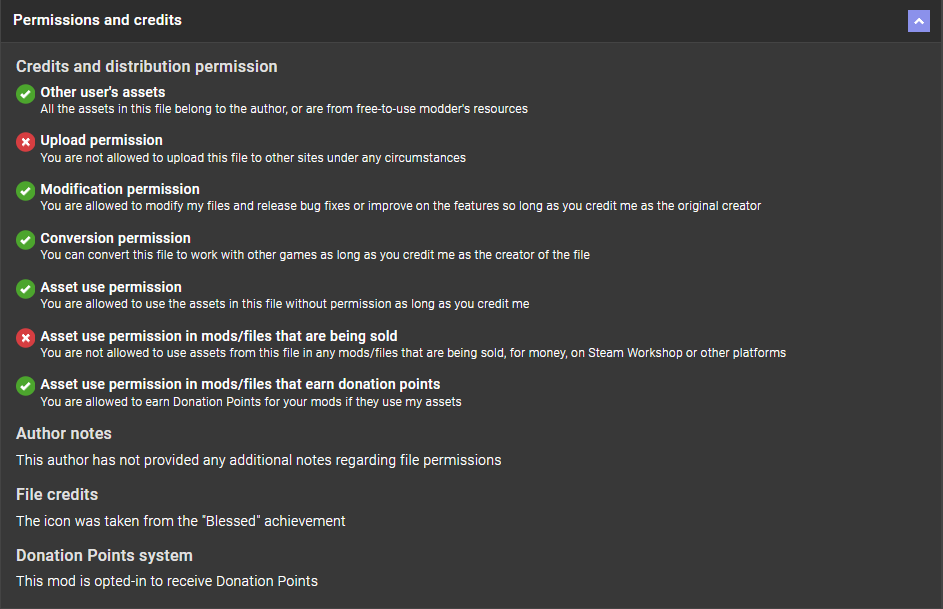 Permissions and credits
Credits and distribution permission
Other user's assets
All the assets in this file belong to the author, or are from free-to-use modder's resources
Upload permission
You are not allowed to upload this file to other sites under any circumstances
Modification permission
You are allowed to modify my files and release bug fixes or improve on the features so long as you credit me as the original creator
Conversion permission
You can convert this file to work with other games as long as you credit me as the creator of the file
Asset use permission
You are allowed to use the assets in this file without permission as long as you credit me
Asset use permission in mods/files that are being sold
You are not allowed to use assets from this file in any mods/files that are being sold, for money, on Steam Workshop or other platforms
Asset use permission in mods/files that earn donation points
You are allowed to earn Donation Points for your mods if they use my assets
Author notes
This author has not provided any additional notes regarding file permissions
File credits
The icon was taken from the "Blessed" achievement
Donation Points system
This mod is opted-in to receive Donation Points